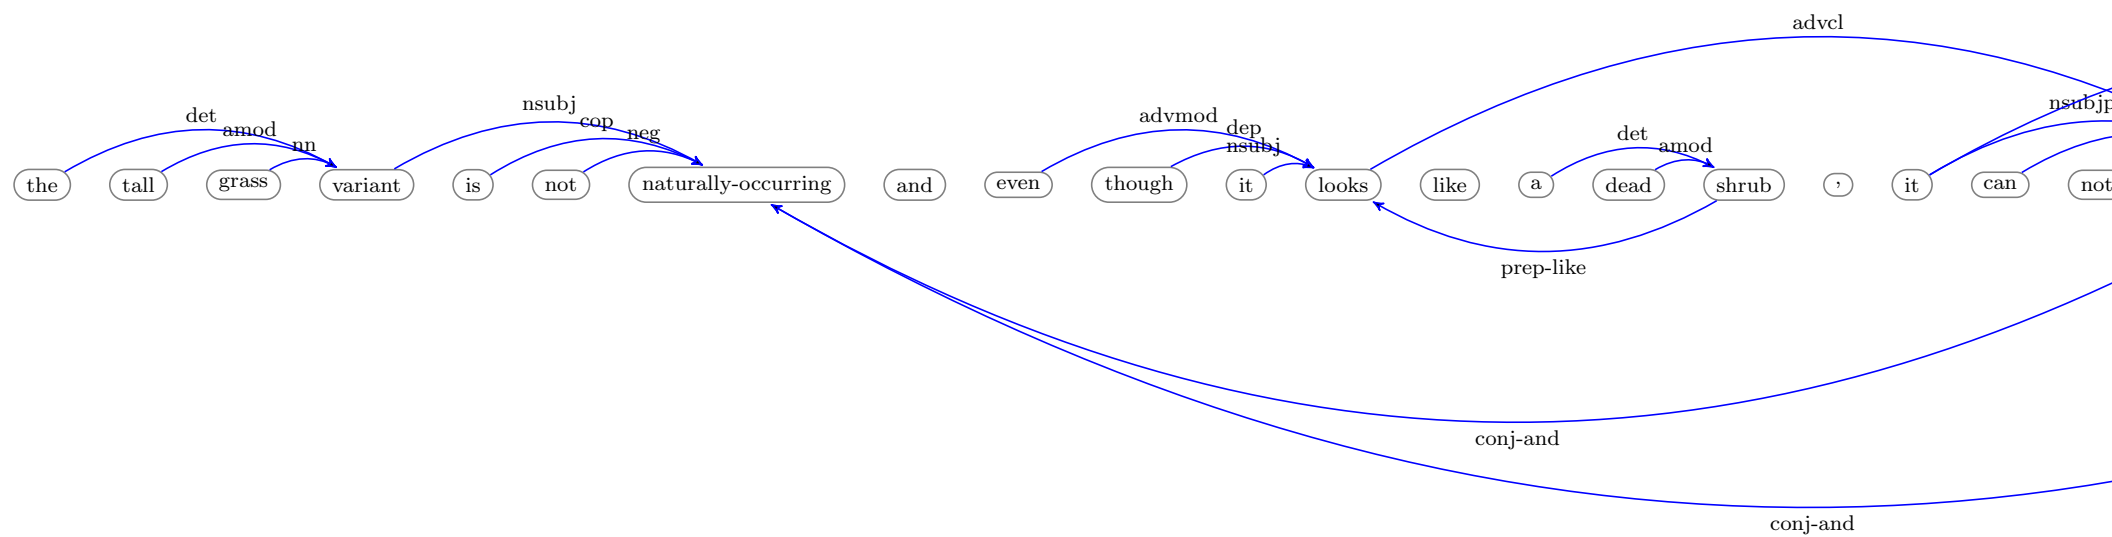 advcl
nsubj
nsubjp
det
advmod
cop
dep
amod
neg
det
nn
nsubj
amod
the tall grass variant is not naturally-occurring and even though it looks like a dead shrub , it can not
prep-like
conj-and
conj-and